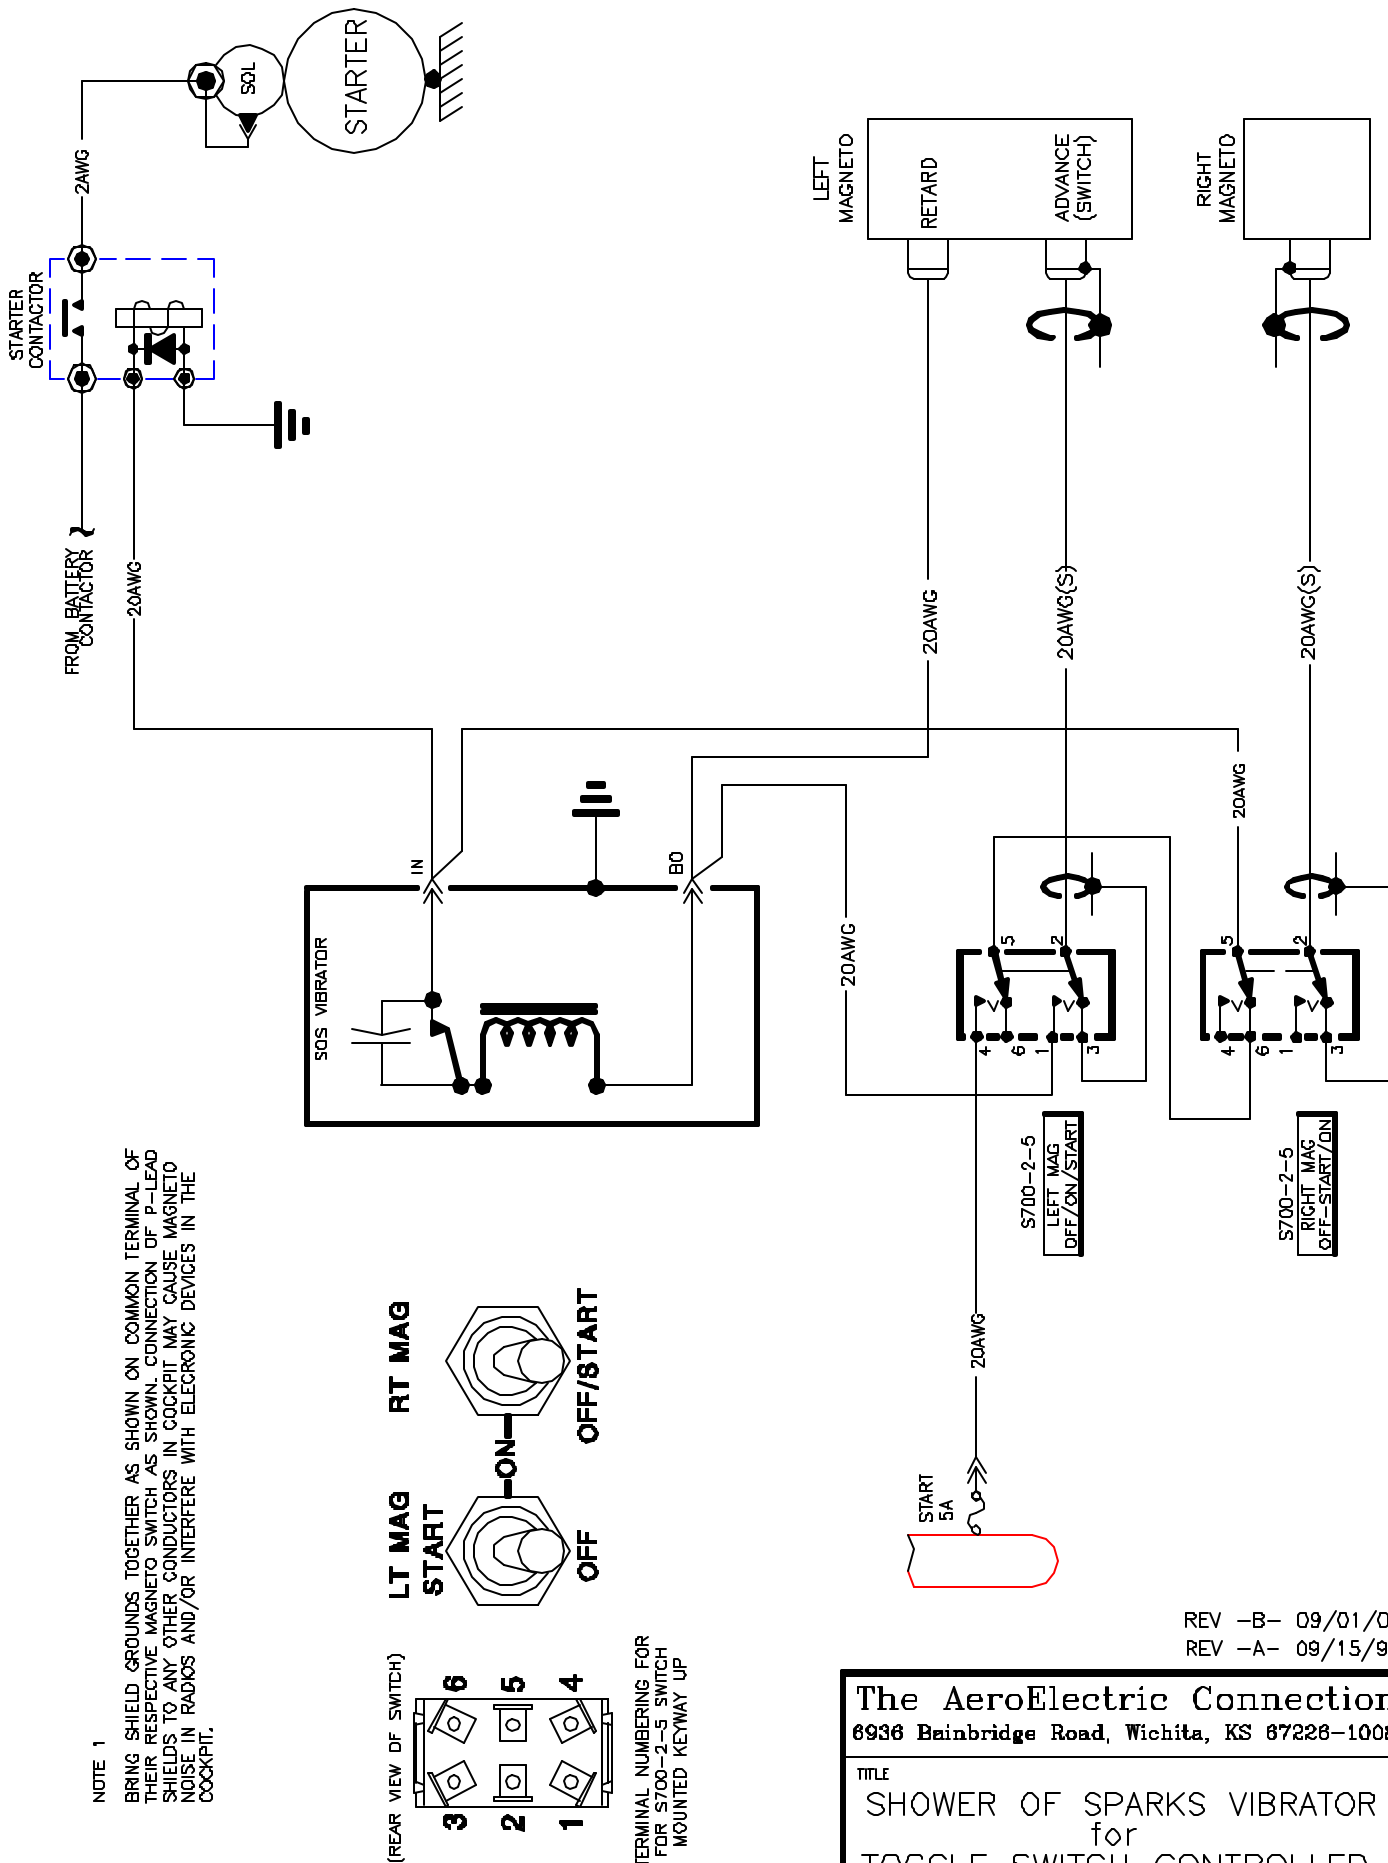 STARTER
SOL
2AWG
STARTER
CONTACTOR
FROM BATTERY
CONTACTOR
20AWG
LEFT
MAGNETO
RETARD
ADVANCE
(SWITCH)
RIGHT
MAGNETO
20AWG
20AWG(S)
20AWG(S)
20AWG
IN
BO
SOS VIBRATOR
20AWG
5
2
4
6
1
3
5
2
4
6
1
3
S700-2-5
LEFT MAG
OFF/ON/START
S700-2-5
RIGHT MAG
OFF-START/ON
20AWG
START
5A
NOTE 1
BRING SHIELD GROUNDS TOGETHER AS SHOWN ON COMMON TERMINAL OF
THEIR RESPECTIVE MAGNETO SWITCH AS SHOWN. CONNECTION OF P-LEAD
SHIELDS TO ANY OTHER CONDUCTORS IN COCKPIT MAY CAUSE MAGNETO
NOISE IN RADIOS AND/OR INTERFERE WITH ELECRONIC DEVICES IN THE
COCKPIT.
RT MAG
OFF/START
ON
LT MAG
START
OFF
(REAR VIEW OF SWITCH)
6
5
4
3
2
1
TERMINAL NUMBERING FOR
FOR S700-2-5 SWITCH
MOUNTED KEYWAY UP
REV -B- 09/01/0
REV -A- 09/15/9
The AeroElectric Connection
6936 Bainbridge Road, Wichita, KS 67226-1008
TITLE
SHOWER OF SPARKS VIBRATOR
for
TOGGLE SWITCH CONTROLLED